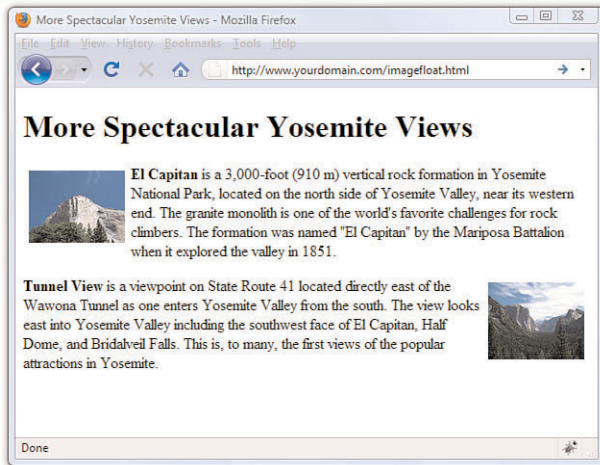 More Spectacular Yosemite Views - Mozilla Firefox
File Edit View History Bookmarks Tools Help
http://www.yourdomain.com/imagefloat.html
More Spectacular Yosemite Views
El Capitan is a 3,000-foot (910 m) vertical rock formation in Yosemite
National Park, located on the north side of Yosemite Valley, near its western
end. The granite monolith is one of the world's favorite challenges for rock
climbers. The formation was named "El Capitan" by the Mariposa Battalion
when it explored the valley in 1851.
Tunnel View is a viewpoint on State Route 41 located directly east of the
Wawona Tunnel as one enters Yosemite Valley from the south. The view looks
east into Yosemite Valley including the southwest face of El Capitan, Half
Dome, and Bridalveil Falls. This is, to many, the first views of the popular
attractions in Yosemite.
Done